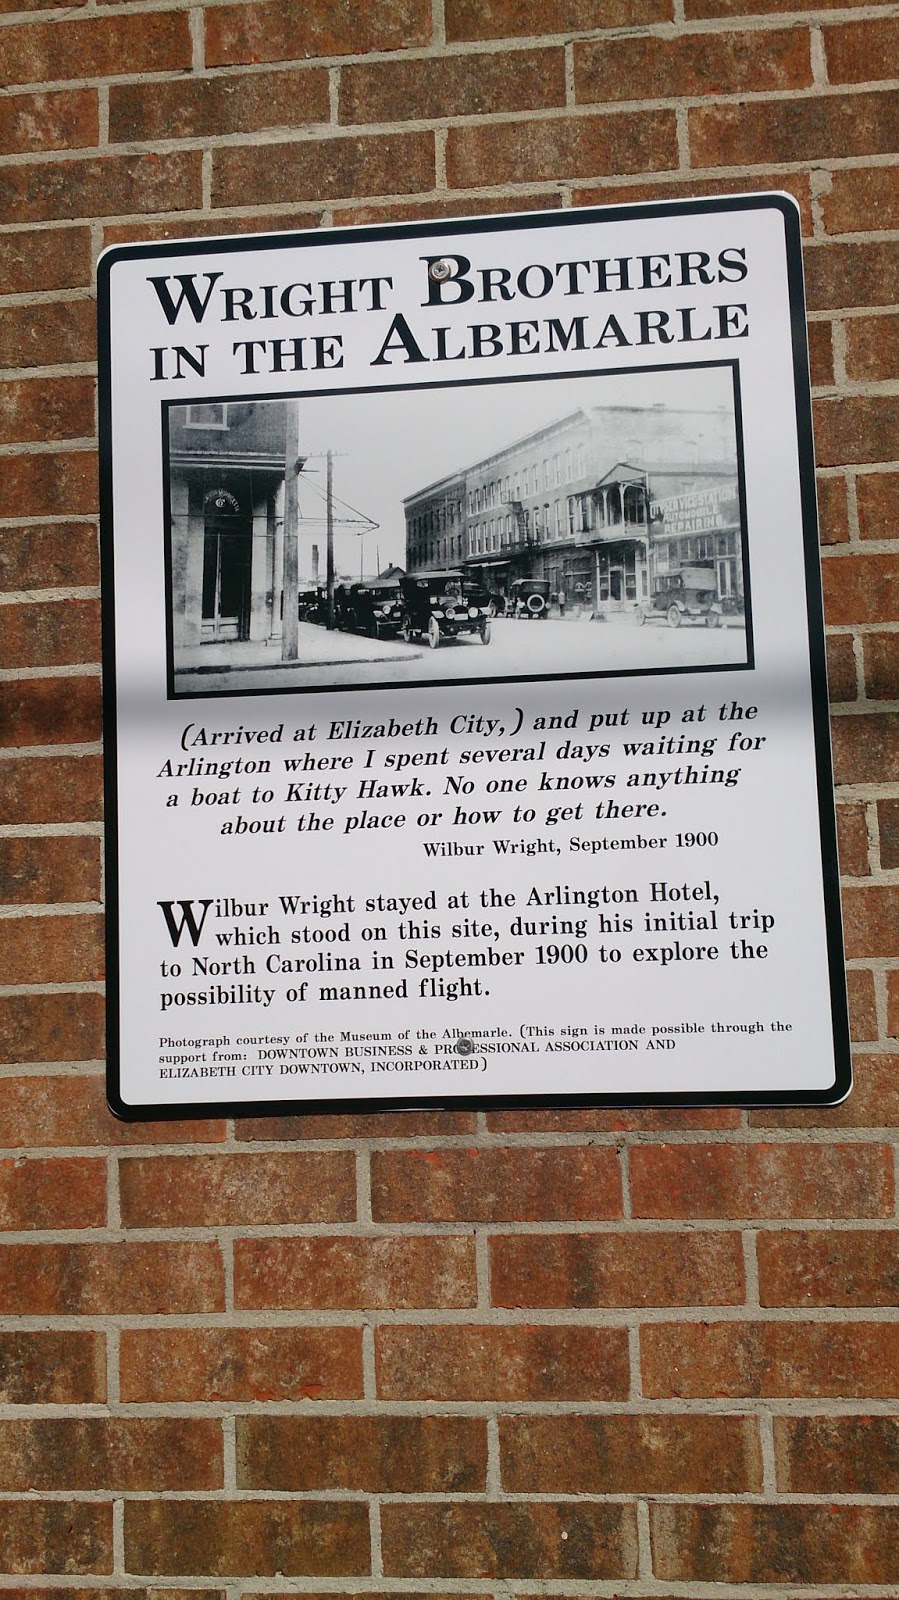 WRIGHT BROTHERS
IN THE ALBEMARLE
SERVICE STATION
AUTOMOBILE
REPAIRING
(Arrived at Elizabeth City,) and put up at the
Arlington where I spent several days waiting for
a boat to Kitty Hawk. No one knows anything
about the place or how to get there.
Wilbur Wright, September 1900
Wilbur Wright stayed at the Arlington Hotel,
which stood on this site, during his initial trip
to North Carolina in September 1900 to explore the
possibility of manned flight.
Photograph courtesy of the Museum of the Albemarle. (This sign is made possible through the
support from: DOWNTOWN BUSINESS & PROFESSIONAL ASSOCIATION AND
ELIZABETH CITY DOWNTOWN, INCORPORATED)